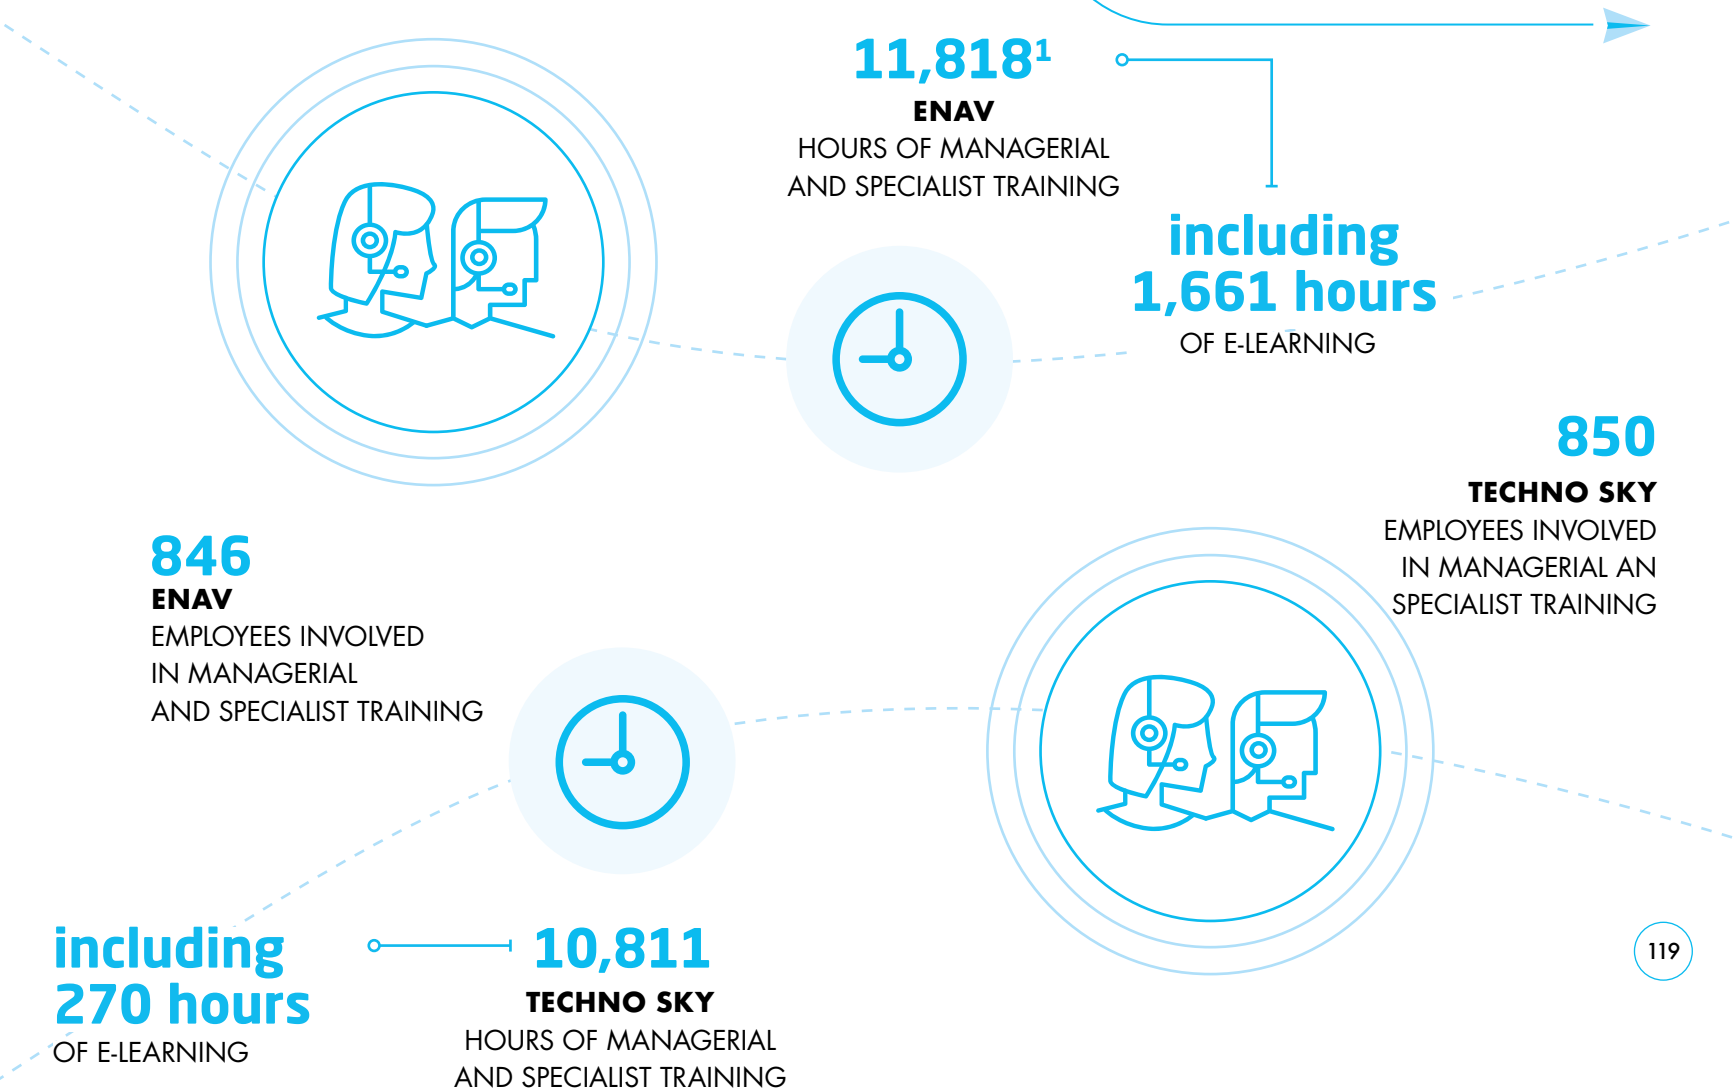 11,818¹
ENAV
HOURS OF MANAGERIAL
AND SPECIALIST TRAINING
including
1,661 hours
OF E-LEARNING
850
TECHNO SKY
EMPLOYEES INVOLVED
IN MANAGERIAL AN
SPECIALIST TRAINING
846
ENAV
EMPLOYEES INVOLVED
IN MANAGERIAL
AND SPECIALIST TRAINING
including
270 hours
OF E-LEARNING
10,811
TECHNO SKY
HOURS OF MANAGERIAL
AND SPECIALIST TRAINING
119